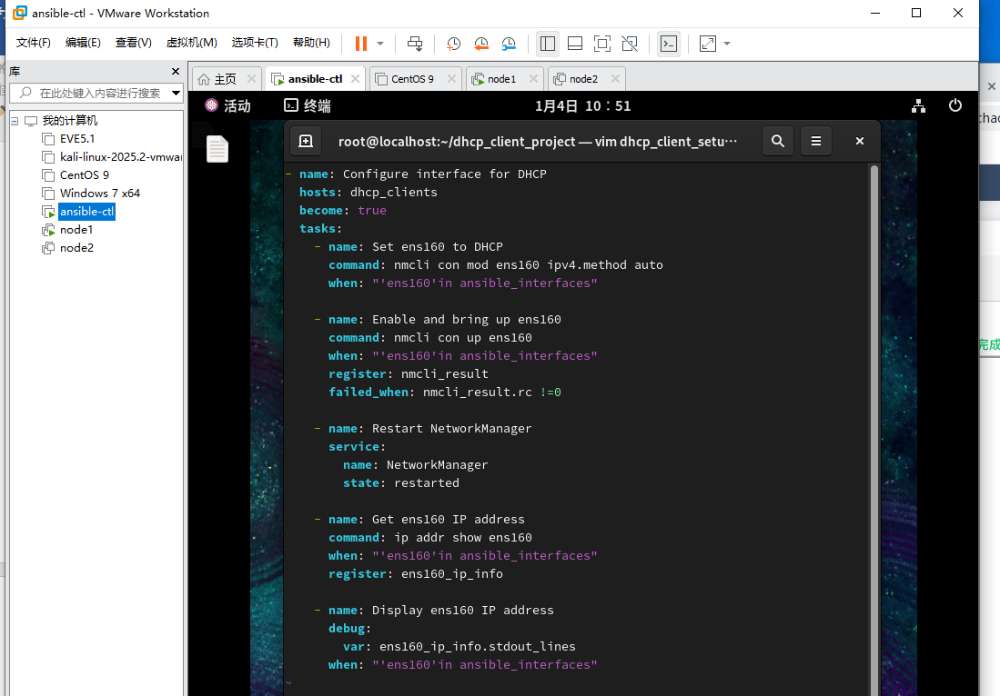 ansible-ctl - VMware Workstation
文件(F) 编辑(E) 查看(V) 虚拟机(M) 选项卡(T) 帮助(H)
库
在此处键入内容进行搜索
我的计算机
EVE5.1
kali-linux-2025.2-vmwar
CentOS 9
Windows 7 x64
ansible-ctl
node1
node2
主页 ansible-ctl CentOS 9 node1 node2
活动 终端 1月4日 10:51
root@localhost:~/dhcp_client_project — vim dhcp_client_setu…
- name: Configure interface for DHCP
  hosts: dhcp_clients
  become: true
  tasks:
    - name: Set ens160 to DHCP
      command: nmcli con mod ens160 ipv4.method auto
      when: "'ens160'in ansible_interfaces"

    - name: Enable and bring up ens160
      command: nmcli con up ens160
      when: "'ens160'in ansible_interfaces"
      register: nmcli_result
      failed_when: nmcli_result.rc !=0

    - name: Restart NetworkManager
      service:
        name: NetworkManager
        state: restarted

    - name: Get ens160 IP address
      command: ip addr show ens160
      when: "'ens160'in ansible_interfaces"
      register: ens160_ip_info

    - name: Display ens160 IP address
      debug:
        var: ens160_ip_info.stdout_lines
      when: "'ens160'in ansible_interfaces"
~
完成